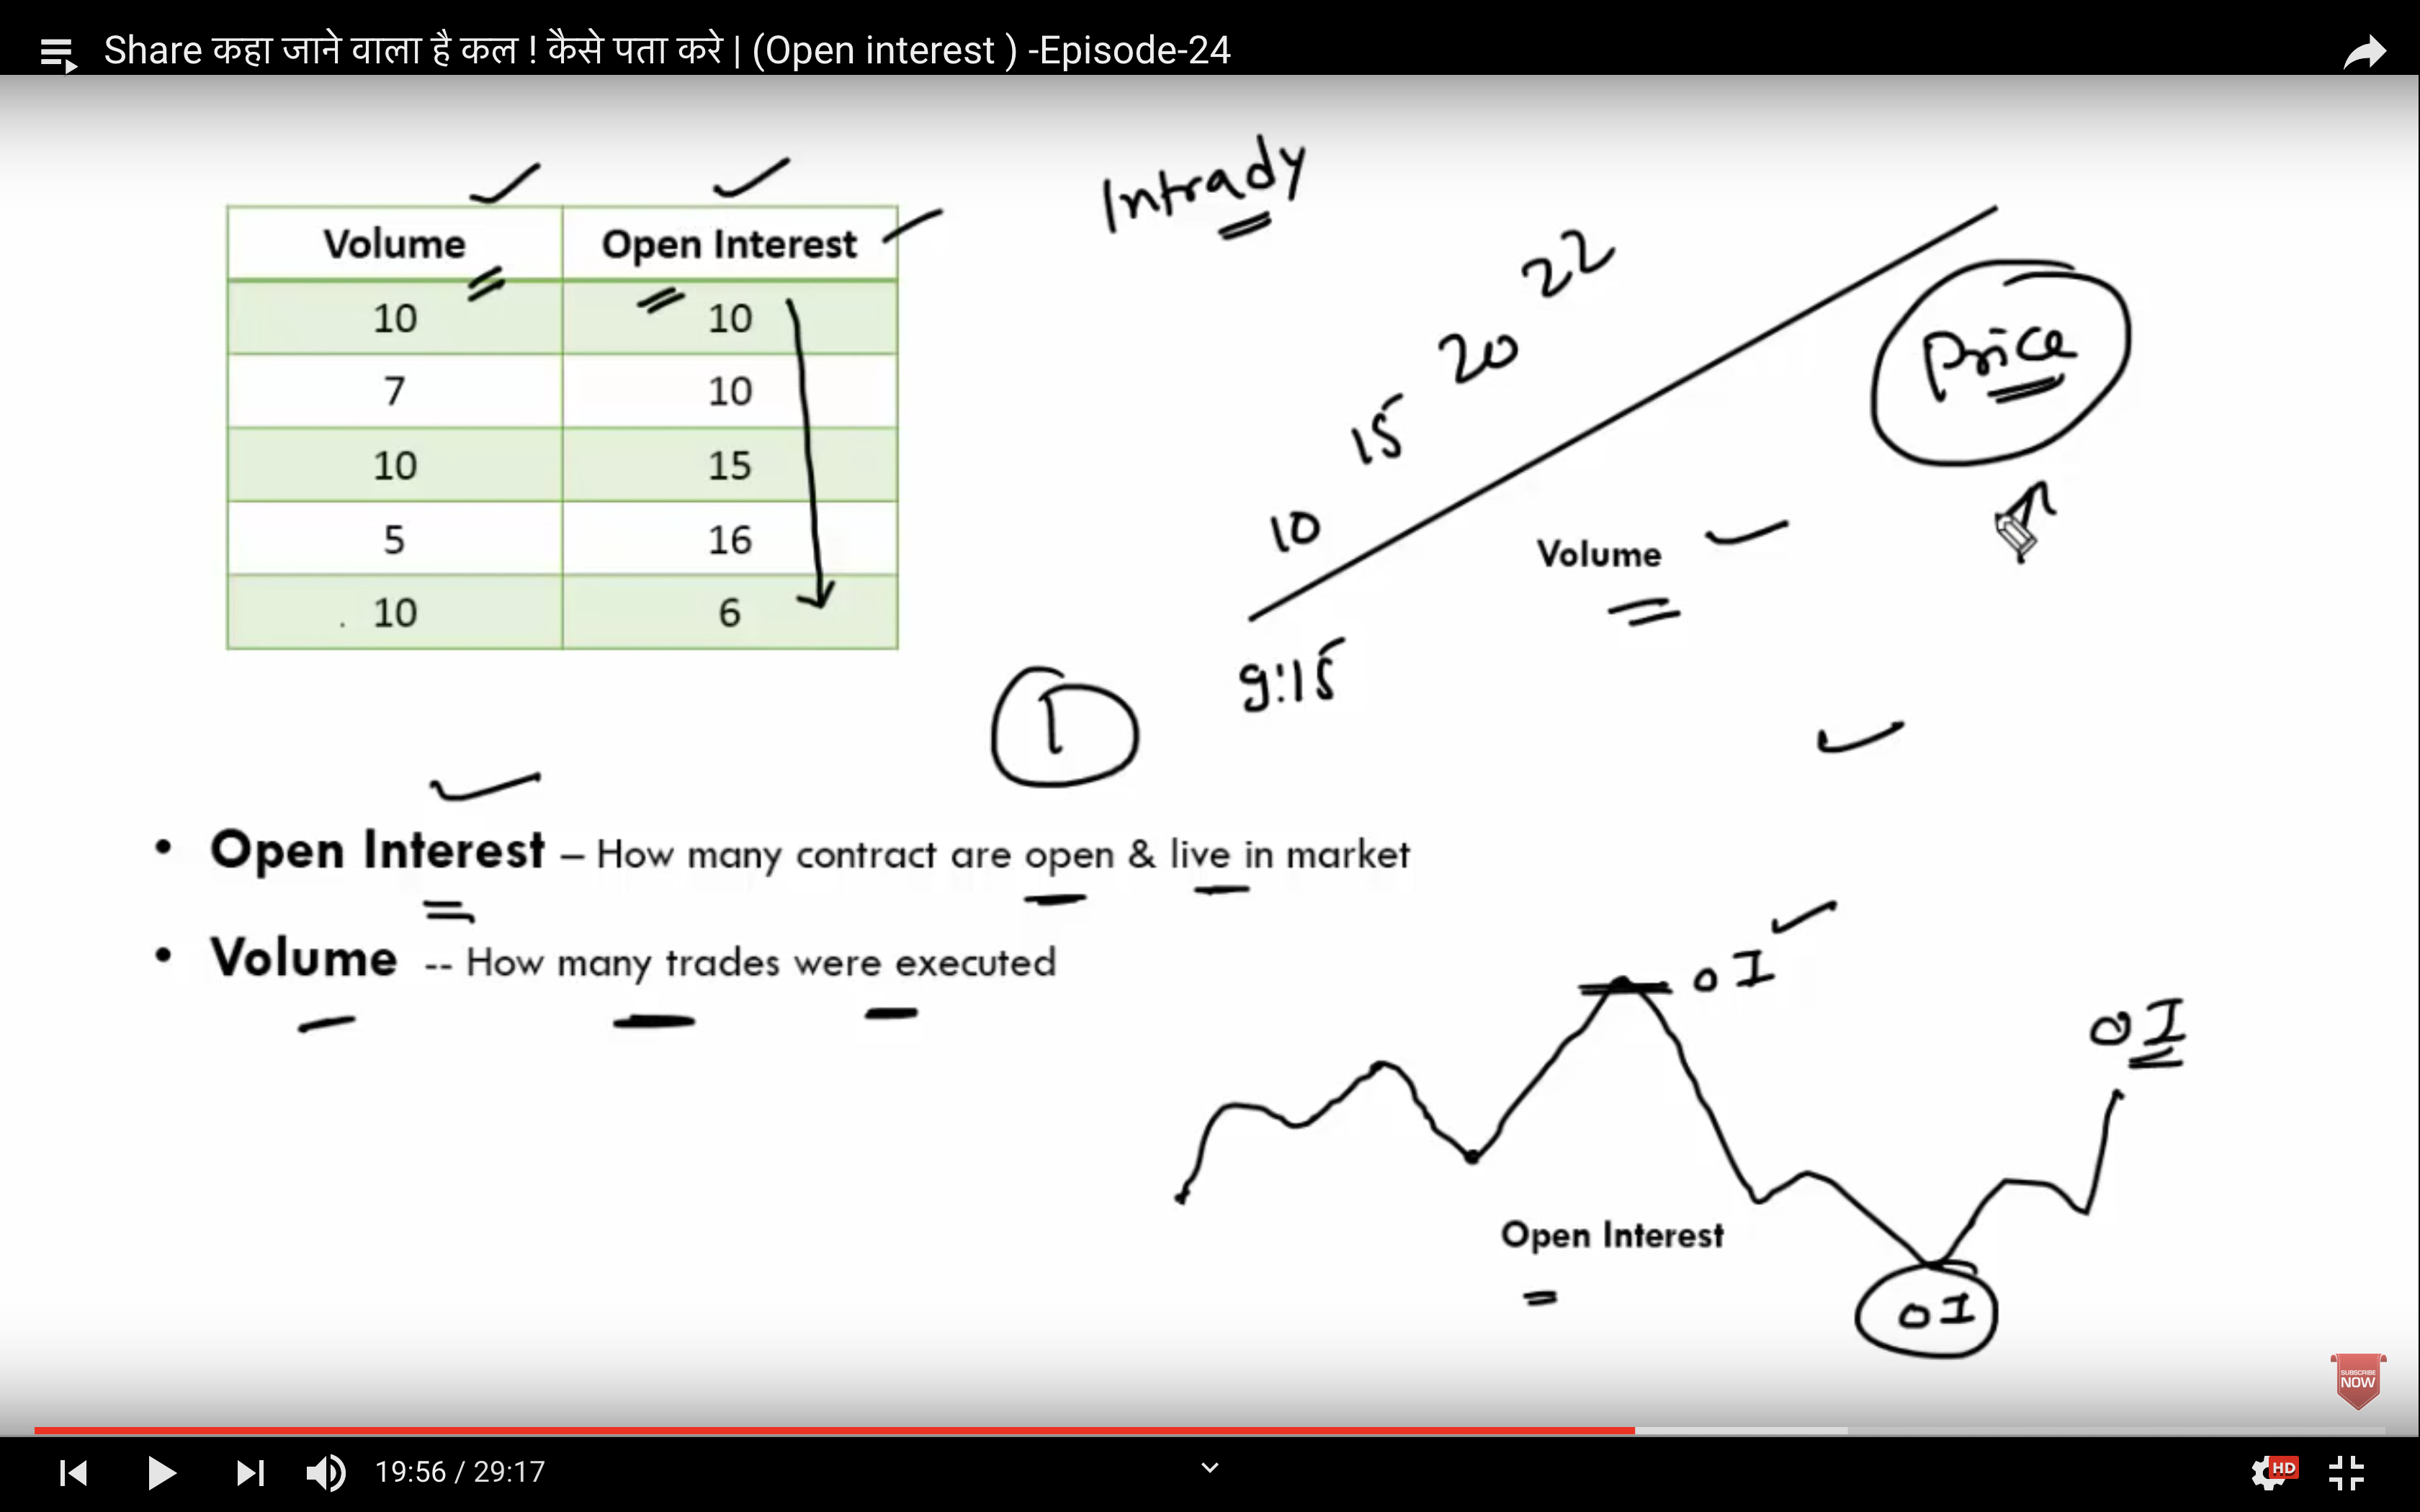 Share कहा जाने वाला है कल ! कैसे पता करे | (Open interest ) -Episode-24
Intrady
Volume Open Interest
10 10
7 10
10 15
5 16
10 6
22
20
15
10
Price
Volume
9:15
1
• Open Interest – How many contract are open & live in market
• Volume -- How many trades were executed
OI
OI
Open Interest
OI
SUBSCRIBE
NOW
19:56 / 29:17
HD